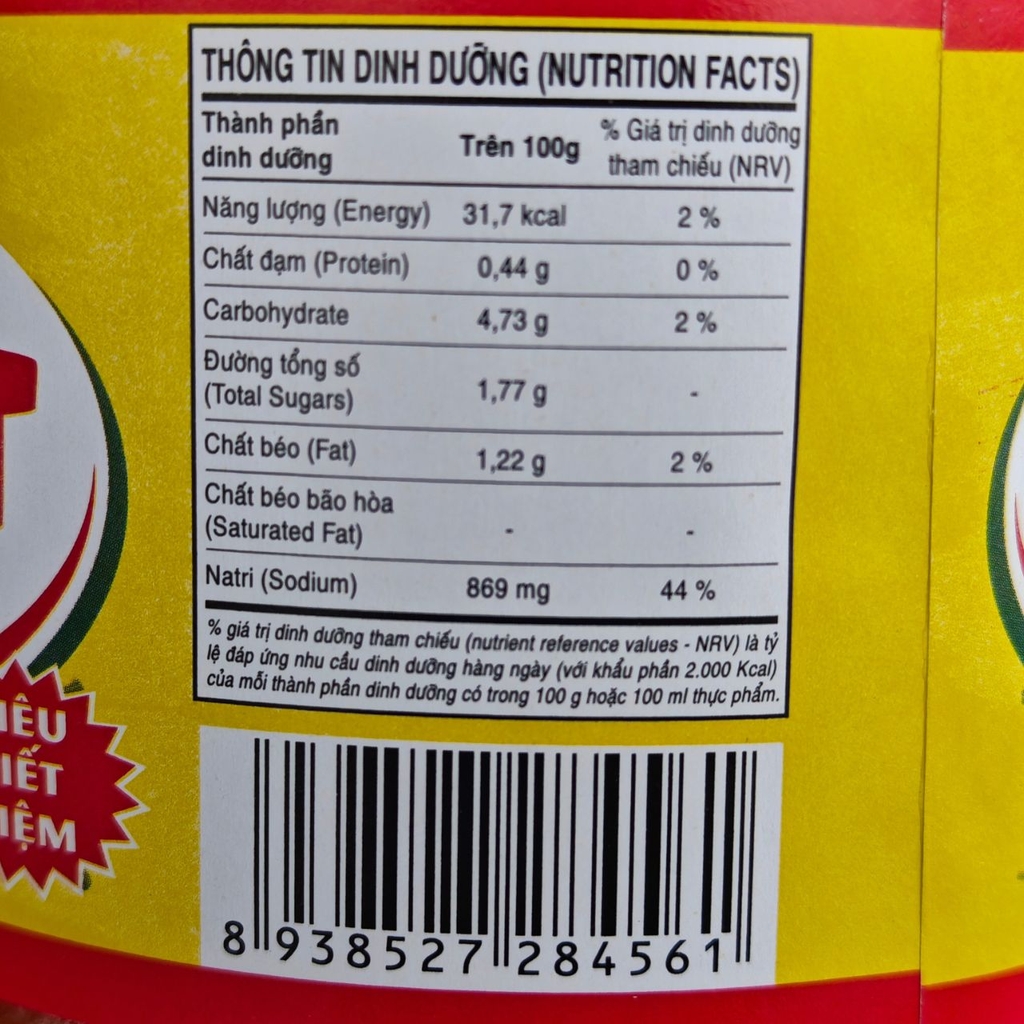 THÔNG TIN DINH DƯỠNG (NUTRITION FACTS)
Thành phần dinh dưỡng Trên 100g % Giá trị dinh dưỡng tham chiếu (NRV)
Năng lượng (Energy) 31,7 kcal 2 %
Chất đạm (Protein) 0,44 g 0 %
Carbohydrate 4,73 g 2 %
Đường tổng số (Total Sugars) 1,77 g -
Chất béo (Fat) 1,22 g 2 %
Chất béo bão hòa (Saturated Fat) - -
Natri (Sodium) 869 mg 44 %
% giá trị dinh dưỡng tham chiếu (nutrient reference values - NRV) là tỷ
lệ đáp ứng nhu cầu dinh dưỡng hàng ngày (với khẩu phần 2.000 Kcal)
của mỗi thành phần dinh dưỡng có trong 100 g hoặc 100 ml thực phẩm.
8 938527 284561